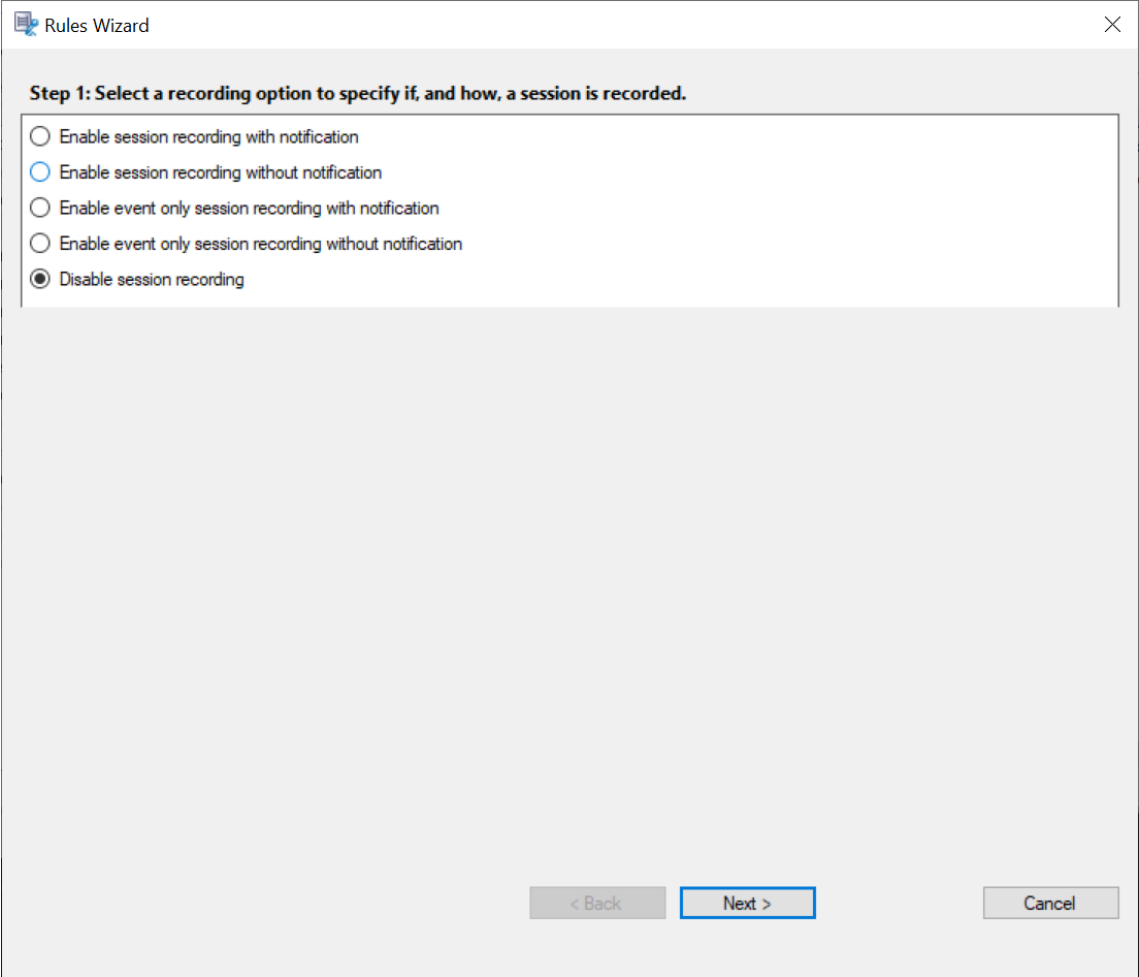 Rules Wizard
Step 1: Select a recording option to specify if, and how, a session is recorded.
Enable session recording with notification
Enable session recording without notification
Enable event only session recording with notification
Enable event only session recording without notification
Disable session recording
< Back
Next >
Cancel